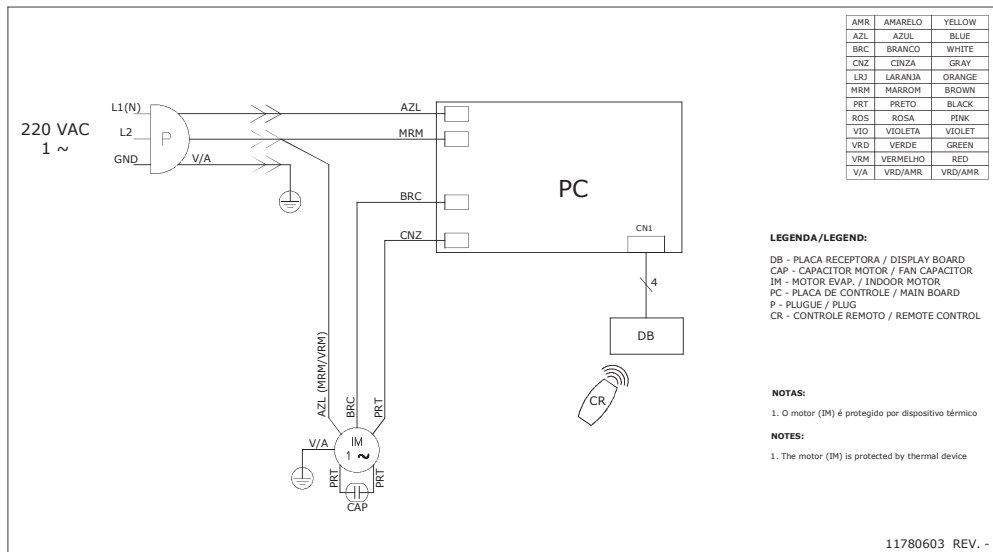 AMR AMARELO YELLOW
AZL AZUL BLUE
BRC BRANCO WHITE
CNZ CINZA GRAY
LRJ LARANJA ORANGE
MRM MARROM BROWN
PRT PRETO BLACK
ROS ROSA PINK
VIO VIOLETA VIOLET
VRD VERDE GREEN
VRM VERMELHO RED
V/A VRD/AMR VRD/AMR
220 VAC
1 ~
L1(N)
L2
GND
P
V/A
AZL
MRM
BRC
CNZ
PC
CN1
4
DB
CR
AZL (MRM/VRM)
BRC
PRT
V/A
IM
1 ~
PRT
PRT
CAP
LEGENDA/LEGEND:
DB - PLACA RECEPTORA / DISPLAY BOARD
CAP - CAPACITOR MOTOR / FAN CAPACITOR
IM - MOTOR EVAP. / INDOOR MOTOR
PC - PLACA DE CONTROLE / MAIN BOARD
P - PLUGUE / PLUG
CR - CONTROLE REMOTO / REMOTE CONTROL
NOTAS:
1. O motor (IM) é protegido por dispositivo térmico
NOTES:
1. The motor (IM) is protected by thermal device
11780603 REV. -